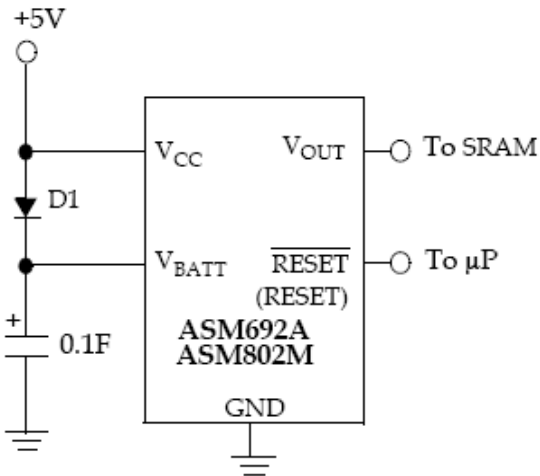 +5V
VCC
VOUT
To SRAM
D1
VBATT
RESET
To μP
(RESET)
+
0.1F
ASM692A
ASM802M
GND